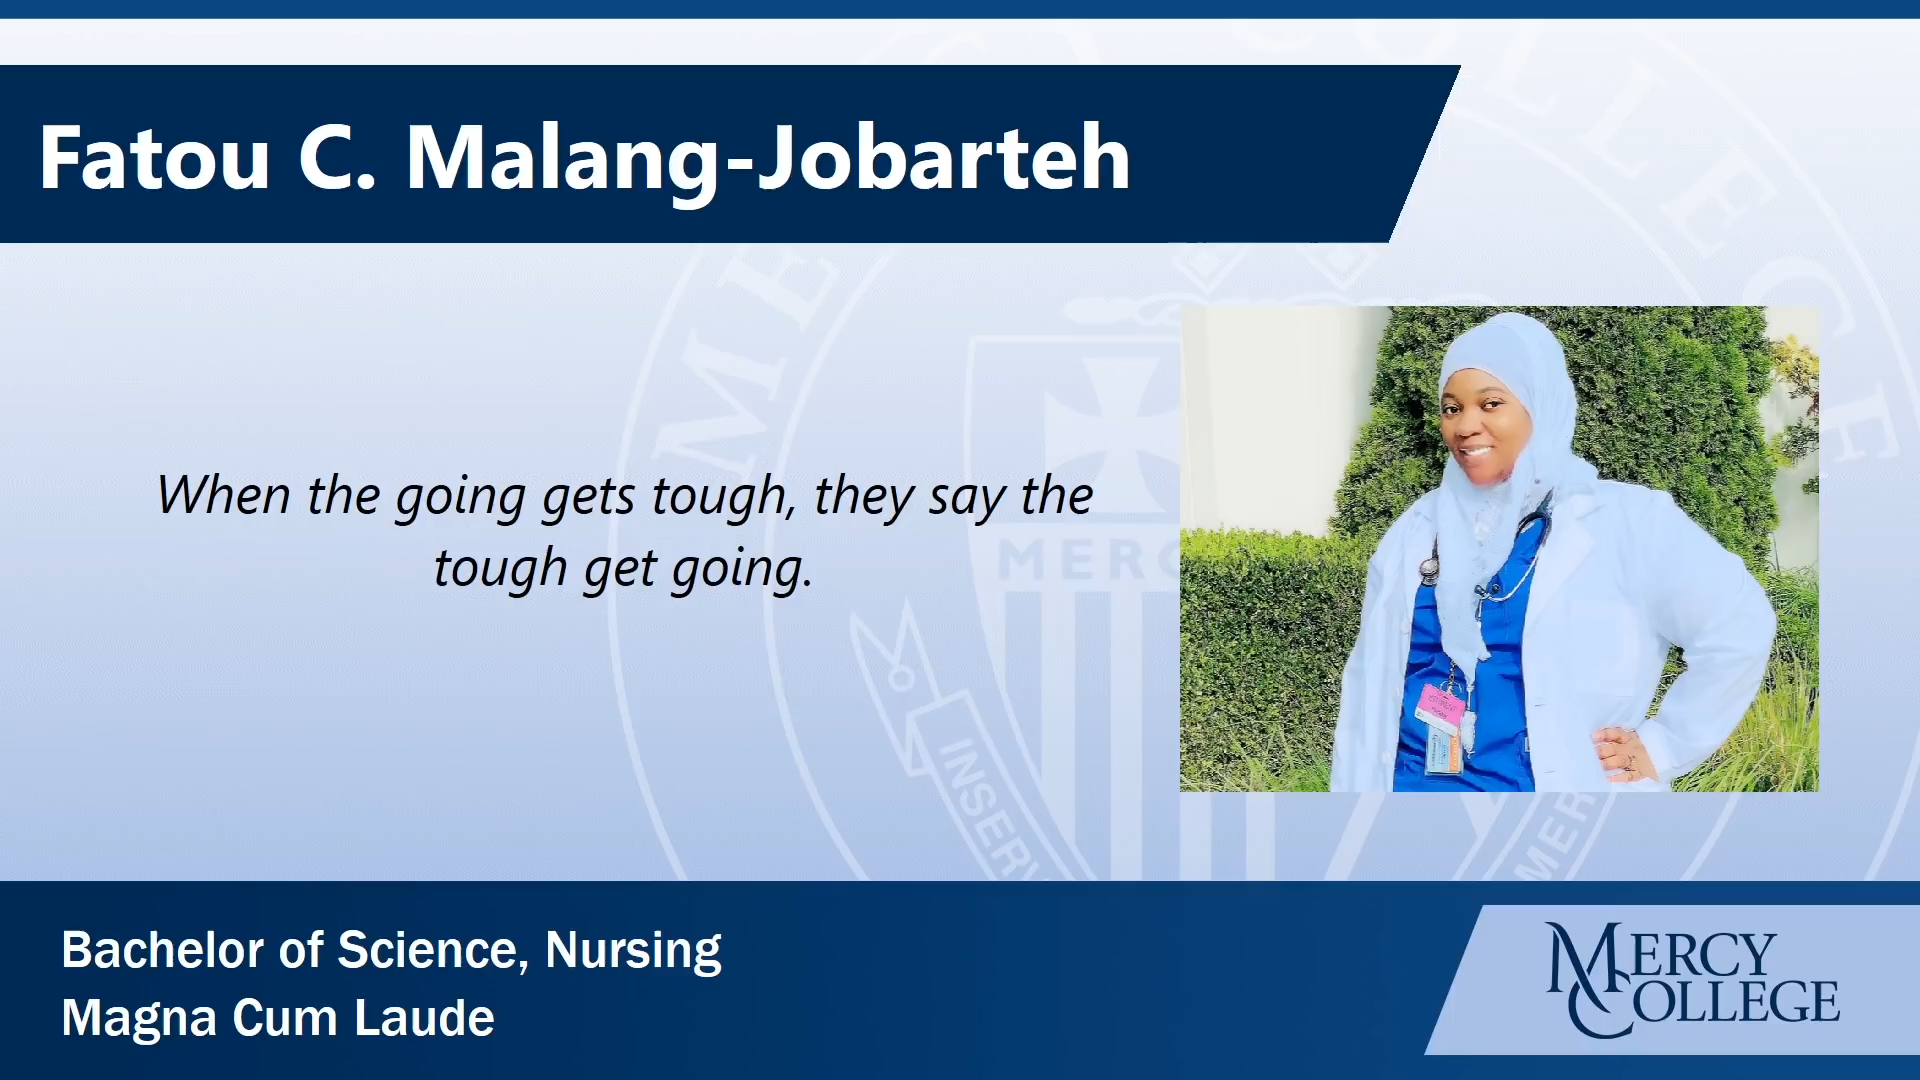 Fatou C. Malang-Jobarteh
When the going gets tough, they say the
tough get going.
Bachelor of Science, Nursing
Magna Cum Laude
MERCY
COLLEGE